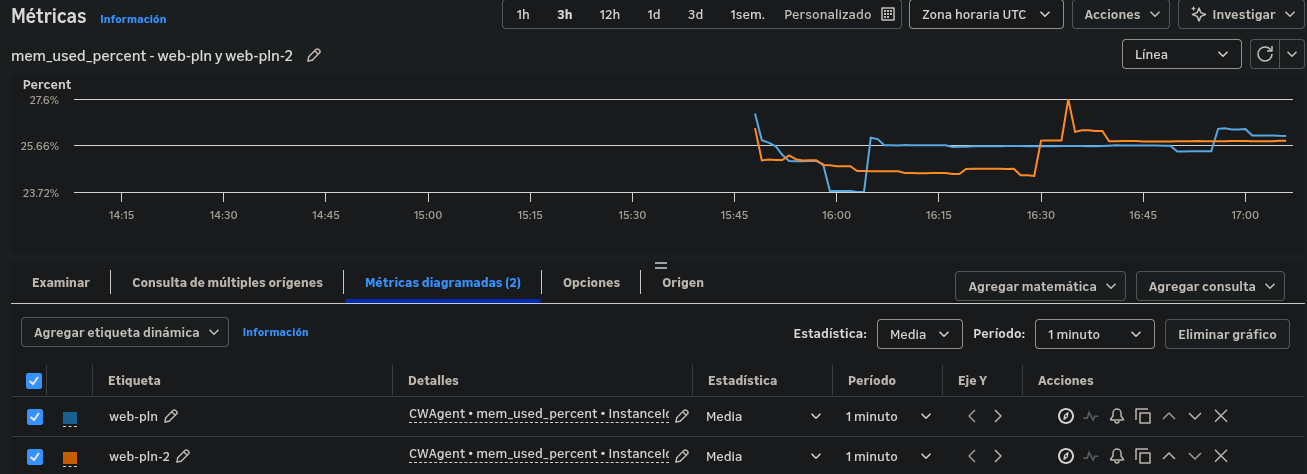 Métricas Información 1h 3h 12h 1d 3d 1sem. Personalizado Zona horaria UTC Acciones Investigar
mem_used_percent - web-pln y web-pln-2 Línea
Percent
27.6%
25.66%
23.72%
14:15 14:30 14:45 15:00 15:15 15:30 15:45 16:00 16:15 16:30 16:45 17:00
Examinar Consulta de múltiples orígenes Métricas diagramadas (2) Opciones Origen Agregar matemática Agregar consulta
Agregar etiqueta dinámica Información Estadística: Media Período: 1 minuto Eliminar gráfico
Etiqueta Detalles Estadística Período Eje Y Acciones
web-pln CWAgent • mem_used_percent • InstanceIc Media 1 minuto
web-pln-2 CWAgent • mem_used_percent • InstanceIc Media 1 minuto